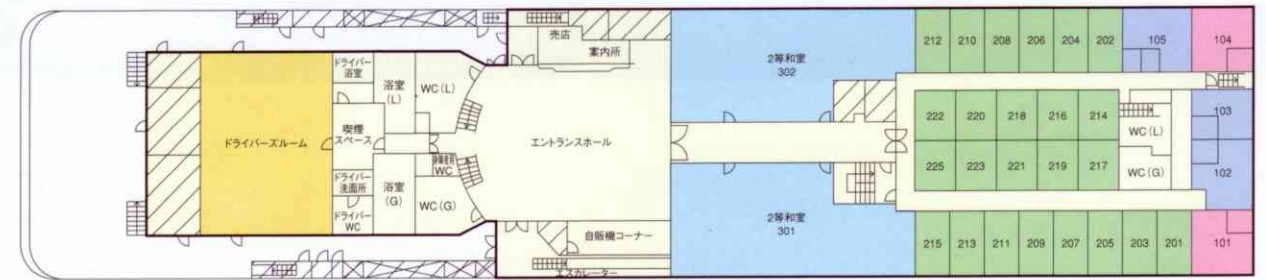 売店
案内所
2等和室
302
212 210 208 206 204 202 105 104
ドライバー
浴室
浴室
(L)
WC(L)
喫煙
スペース
ドライバーズルーム
エントランスホール
222 220 218 216 214
WC(L)
103
225 223 221 219 217
WC(G)
102
WC
ドライバー
洗面所
浴室
(G)
WC(G)
ドライバー
WC
自販機コーナー
エスカレーター
2等和室
301
215 213 211 209 207 205 203 201 101